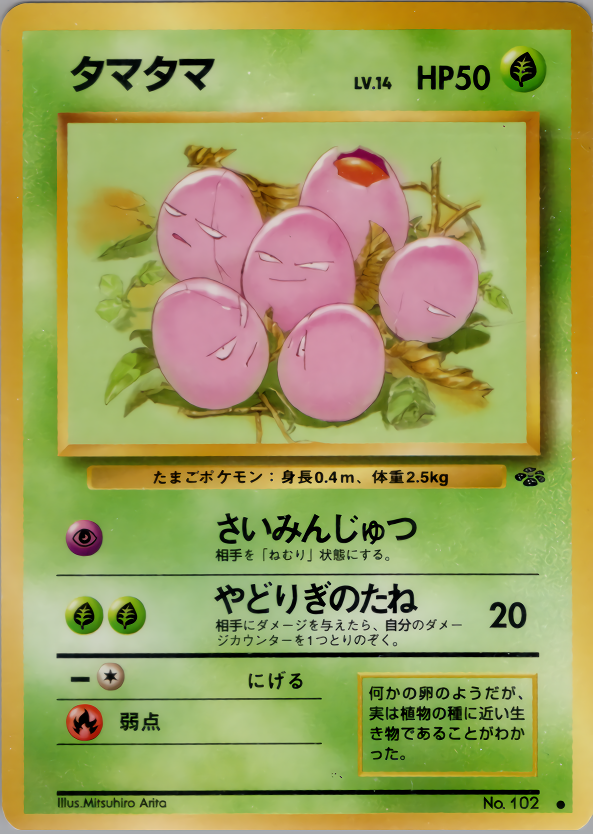 タマタマ
LV.14 HP50
たまごポケモン：身長0.4m、体重2.5kg
さいみんじゅつ
相手を「ねむり」状態にする。
やどりぎのたね 20
相手にダメージを与えたら、自分のダメー
ジカウンターを1つとりのぞく。
にげる
弱点
何かの卵のようだが、
実は植物の種に近い生
き物であることがわか
った。
Illus.Mitsuhiro Arita
No. 102